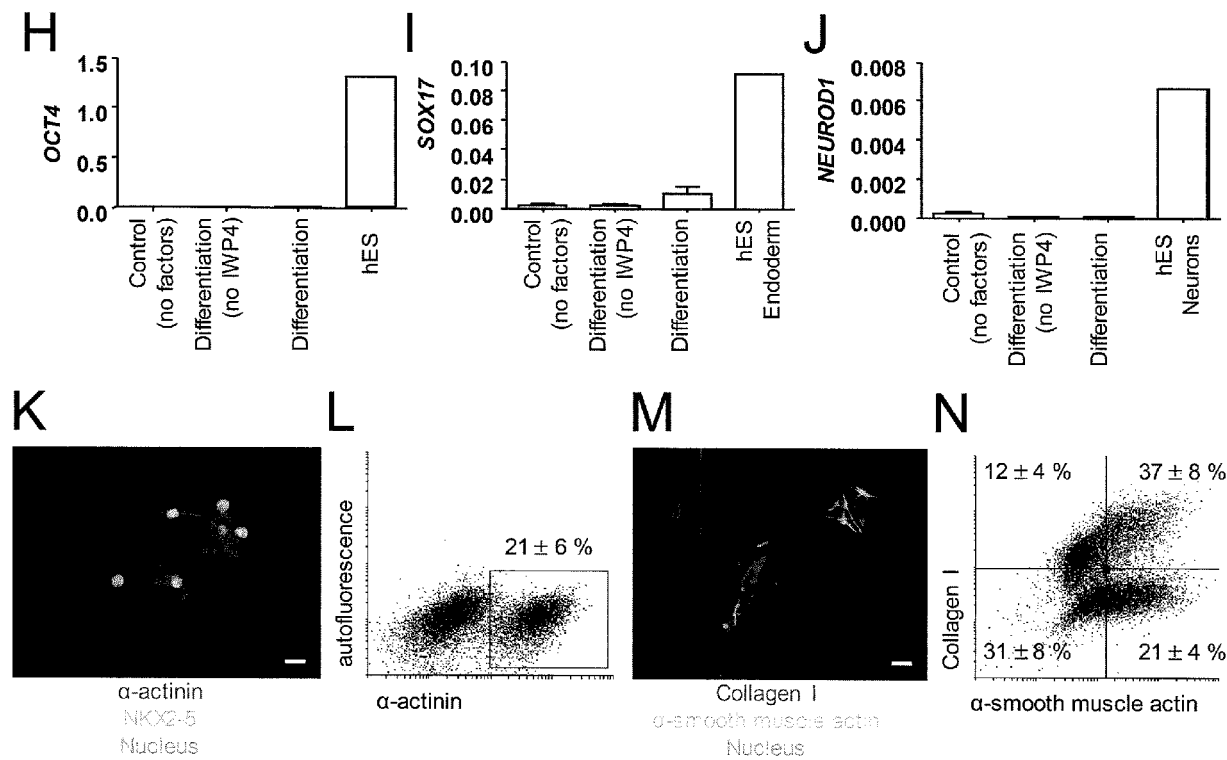 H
OCT4
1.5
1.0
0.5
0.0
Control
(no factors)
Differentiation
(no IWP4)
Differentiation
hES
I
SOX17
0.10
0.08
0.06
0.04
0.02
0.00
Control
(no factors)
Differentiation
(no IWP4)
Differentiation
hES
Endoderm
J
NEUROD1
0.008
0.006
0.004
0.002
0.000
Control
(no factors)
Differentiation
(no IWP4)
Differentiation
hES
Neurons
K
α-actinin
NKX2-5
Nucleus
L
autofluorescence
21 ± 6 %
α-actinin
M
Collagen I
α-smooth muscle actin
Nucleus
N
Collagen I
12 ± 4 %
37 ± 8 %
31 ± 8 %
21 ± 4 %
α-smooth muscle actin